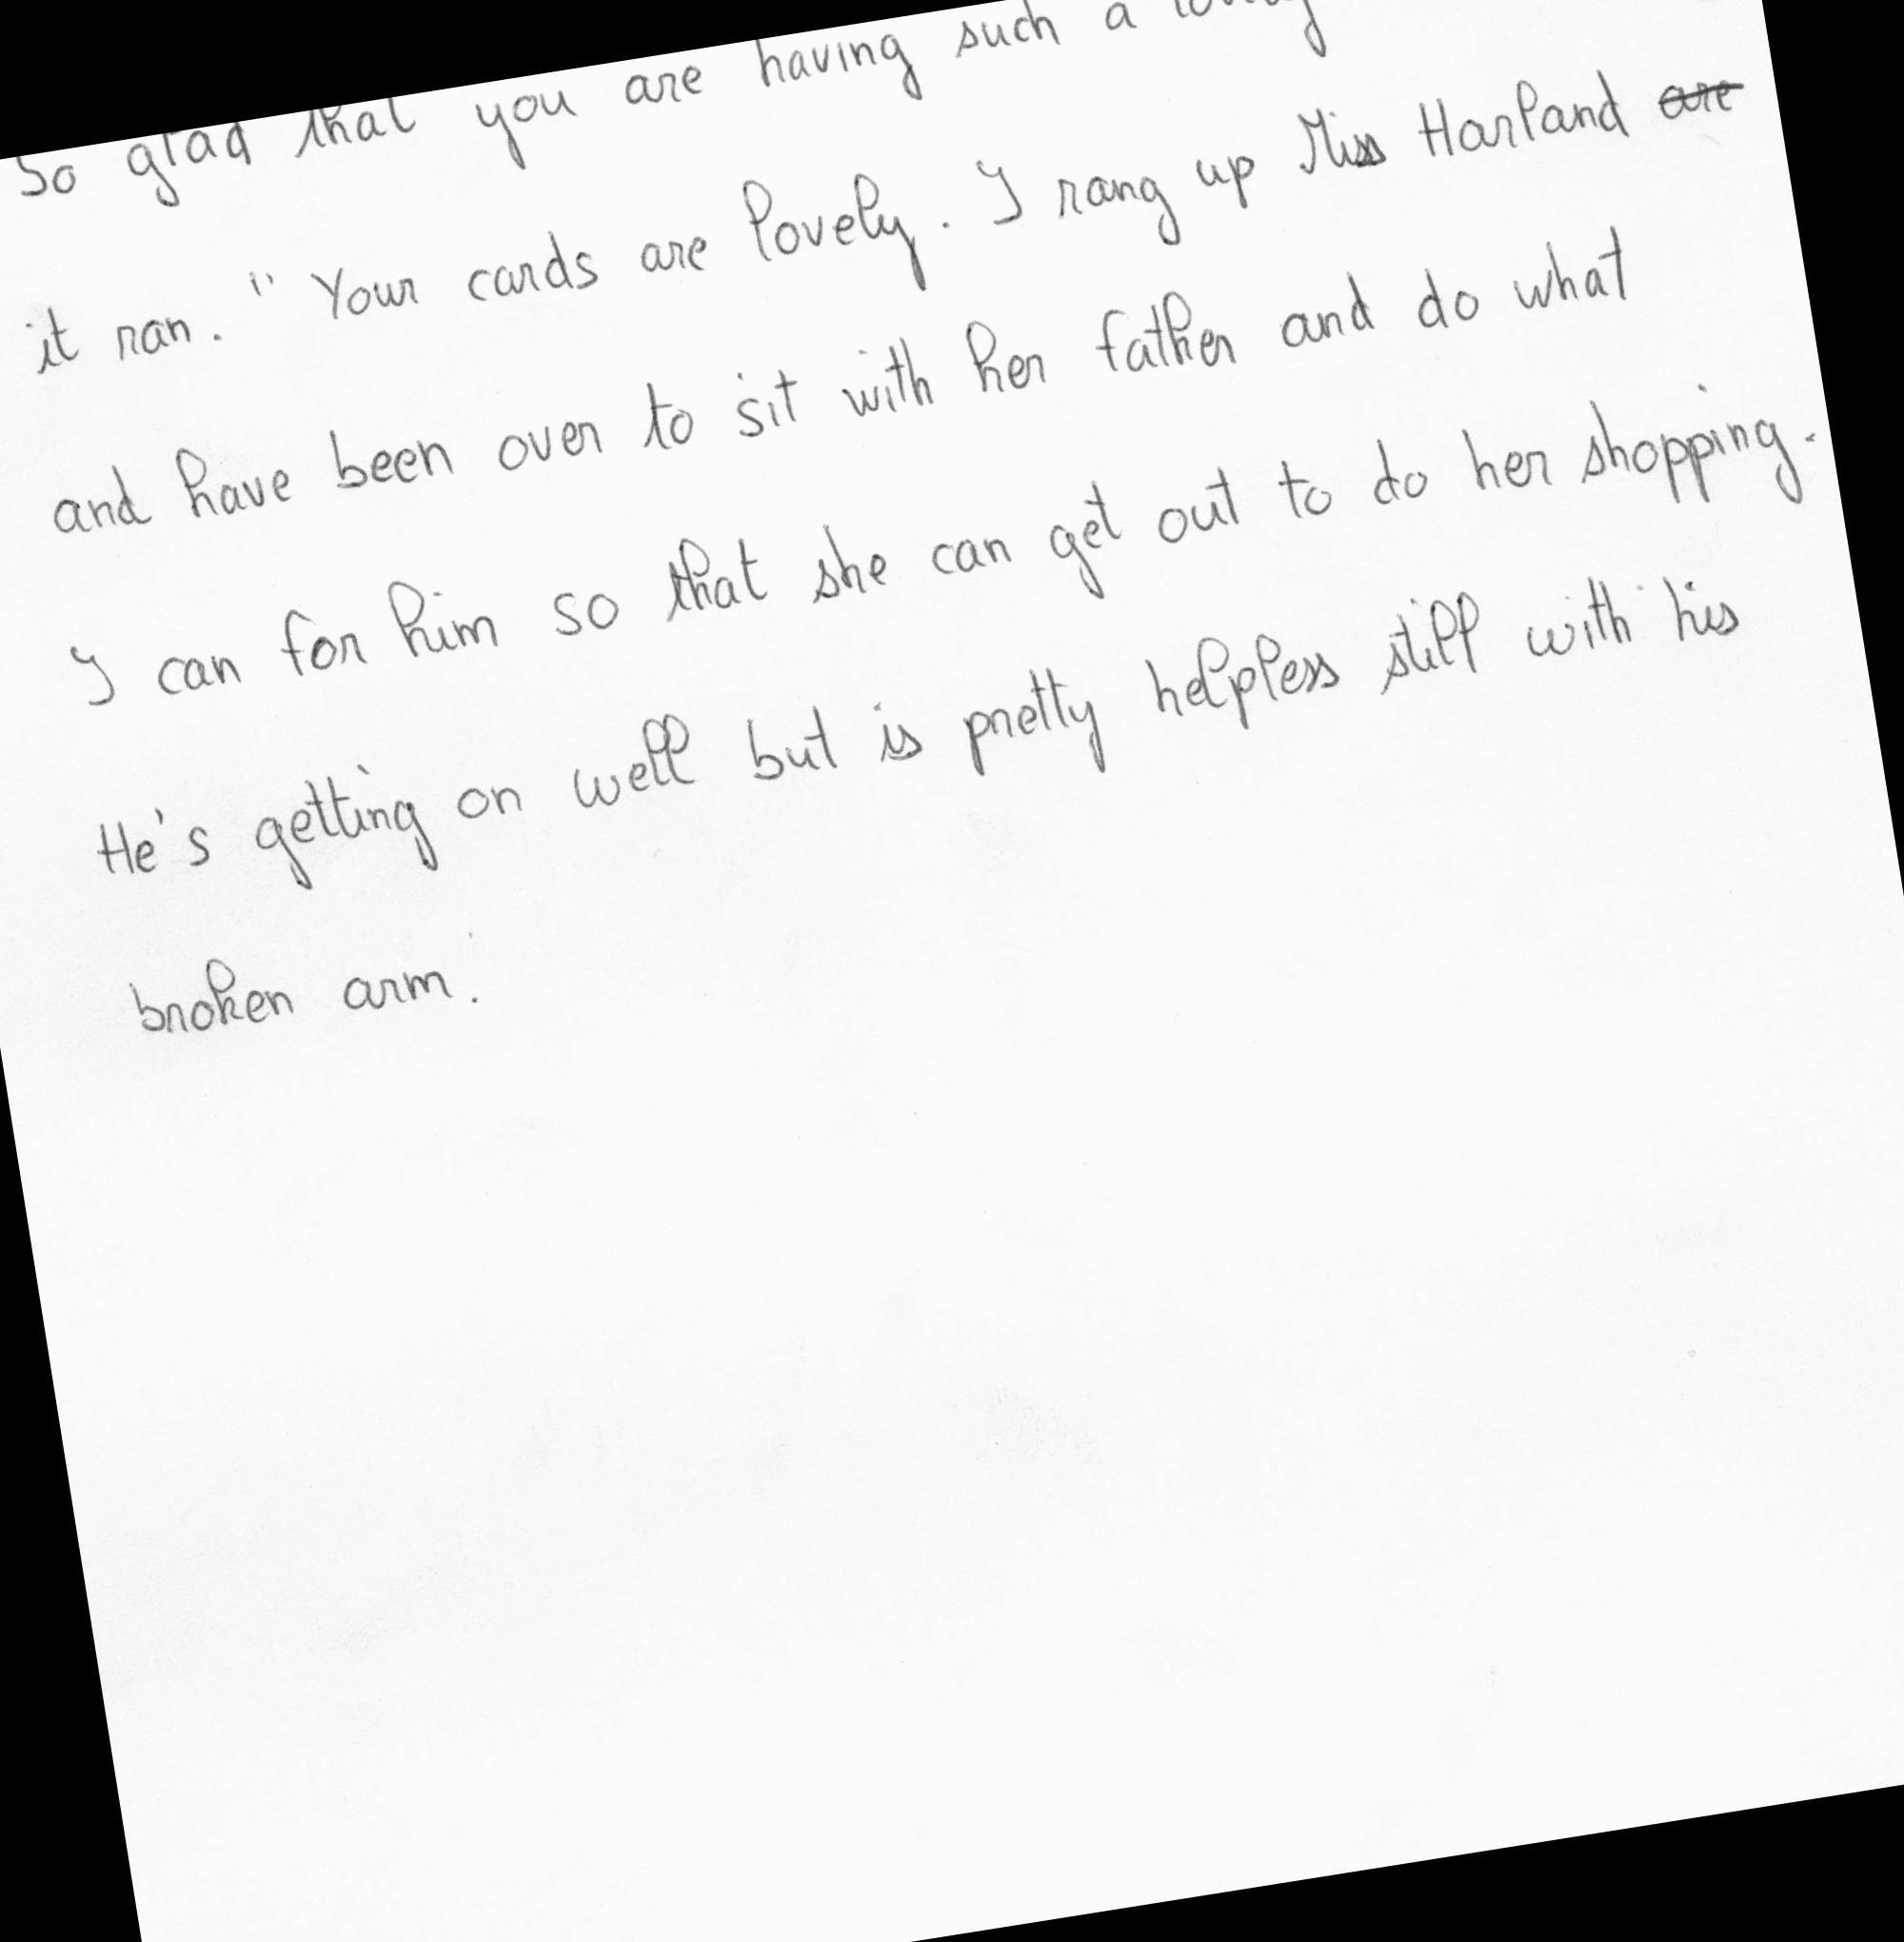 So glad that you are having such a
it ran. " Your cards are lovely. I rang up Miss Harland are
and have been over to sit with her father and do what
I can for him so that she can get out to do her shopping.
He's getting on well but is pretty helpless still with his
broken arm.